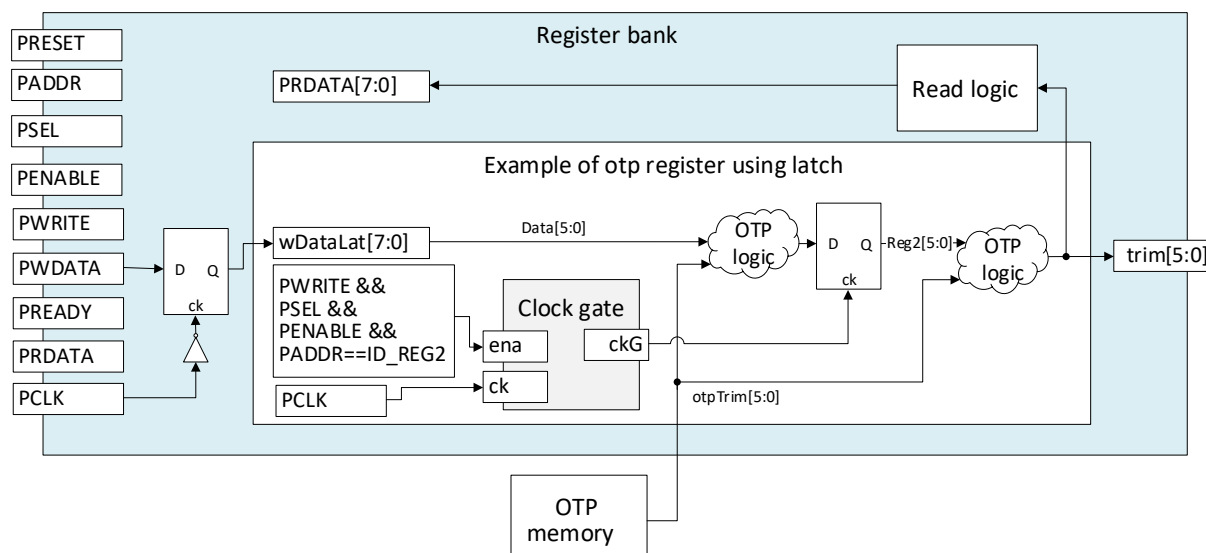 Register bank
PRESET
PADDR
PSEL
PENABLE
PWRITE
PWDATA
PREADY
PRDATA
PCLK
D
Q
ck
PRDATA[7:0]
Read logic
Example of otp register using latch
wDataLat[7:0]
Data[5:0]
PWRITE &&
PSEL &&
PENABLE &&
PADDR==ID_REG2
PCLK
Clock gate
ena
ck
ckG
OTP
logic
D
Q
ck
Reg2[5:0]
OTP
logic
otpTrim[5:0]
trim[5:0]
OTP
memory